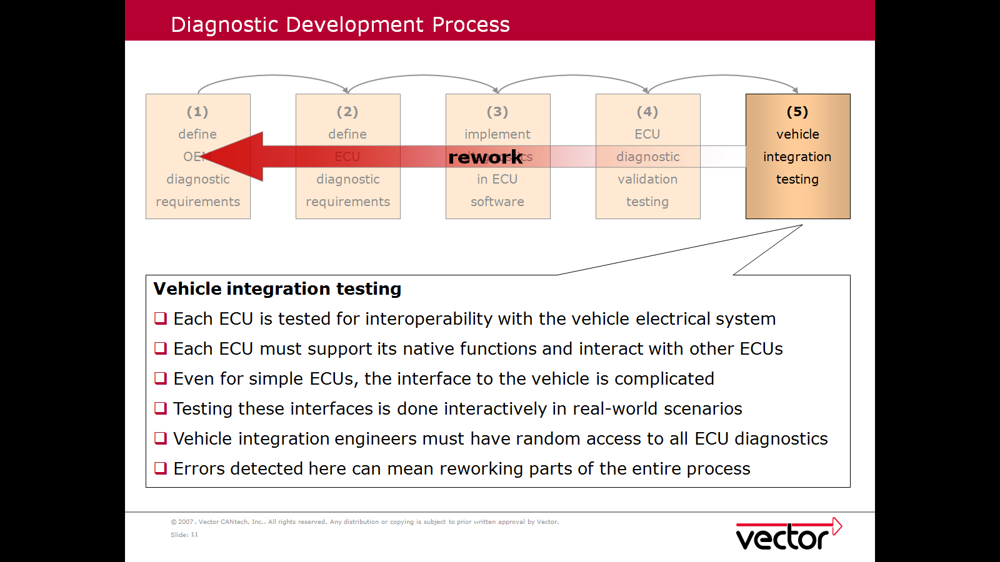 Diagnostic Development Process
(1)
define
OEM
diagnostic
requirements
(2)
define
ECU
diagnostic
requirements
(3)
implement
diagnostics
in ECU
software
(4)
ECU
diagnostic
validation
testing
(5)
vehicle
integration
testing
rework
Vehicle integration testing
❑ Each ECU is tested for interoperability with the vehicle electrical system
❑ Each ECU must support its native functions and interact with other ECUs
❑ Even for simple ECUs, the interface to the vehicle is complicated
❑ Testing these interfaces is done interactively in real-world scenarios
❑ Vehicle integration engineers must have random access to all ECU diagnostics
❑ Errors detected here can mean reworking parts of the entire process
© 2007 . Vector CANtech, Inc.. All rights reserved. Any distribution or copying is subject to prior written approval by Vector.
Slide: 11
vector